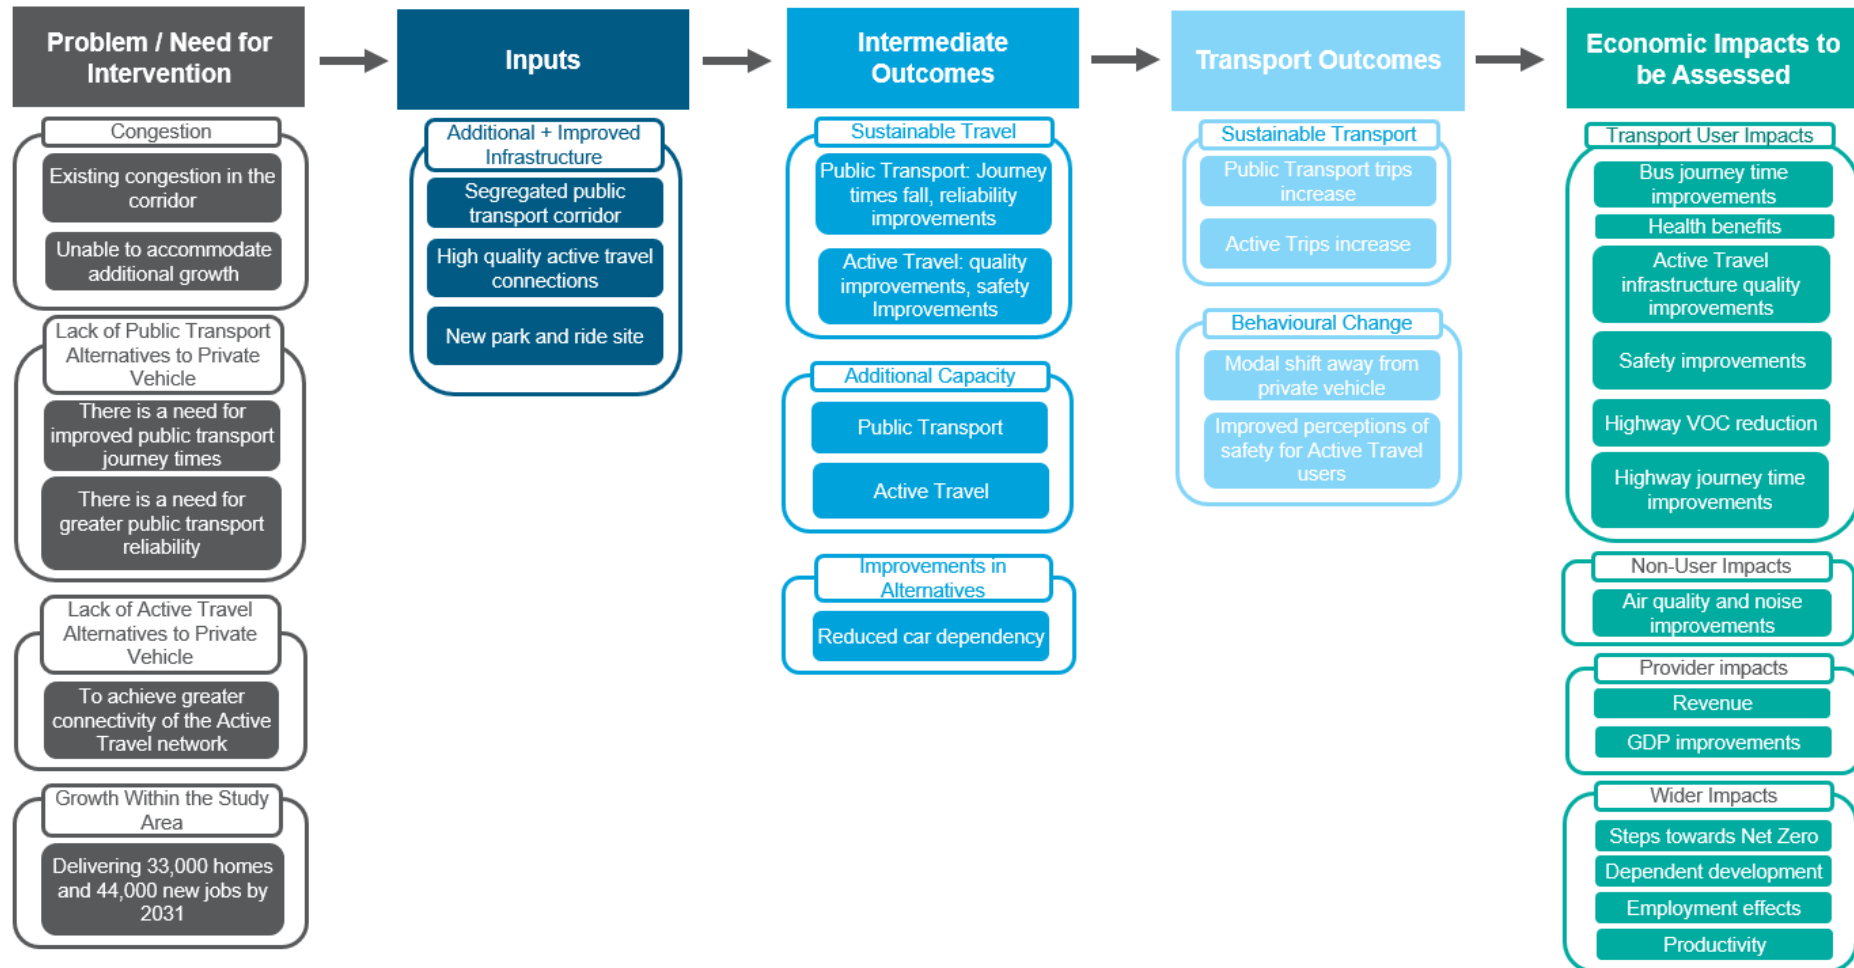 Problem / Need for
Intervention
Congestion
Existing congestion in the
corridor
Unable to accommodate
additional growth
Lack of Public Transport
Alternatives to Private
Vehicle
There is a need for
improved public transport
journey times
There is a need for
greater public transport
reliability
Lack of Active Travel
Alternatives to Private
Vehicle
To achieve greater
connectivity of the Active
Travel network
Growth Within the Study
Area
Delivering 33,000 homes
and 44,000 new jobs by
2031
Inputs
Additional + Improved
Infrastructure
Segregated public
transport corridor
High quality active travel
connections
New park and ride site
Intermediate
Outcomes
Sustainable Travel
Public Transport: Journey
times fall, reliability
improvements
Active Travel: quality
improvements, safety
Improvements
Additional Capacity
Public Transport
Active Travel
Improvements in
Alternatives
Reduced car dependency
Transport Outcomes
Sustainable Transport
Public Transport trips
increase
Active Trips increase
Behavioural Change
Modal shift away from
private vehicle
Improved perceptions of
safety for Active Travel
users
Economic Impacts to
be Assessed
Transport User Impacts
Bus journey time
improvements
Health benefits
Active Travel
infrastructure quality
improvements
Safety improvements
Highway VOC reduction
Highway journey time
improvements
Non-User Impacts
Air quality and noise
improvements
Provider impacts
Revenue
GDP improvements
Wider Impacts
Steps towards Net Zero
Dependent development
Employment effects
Productivity